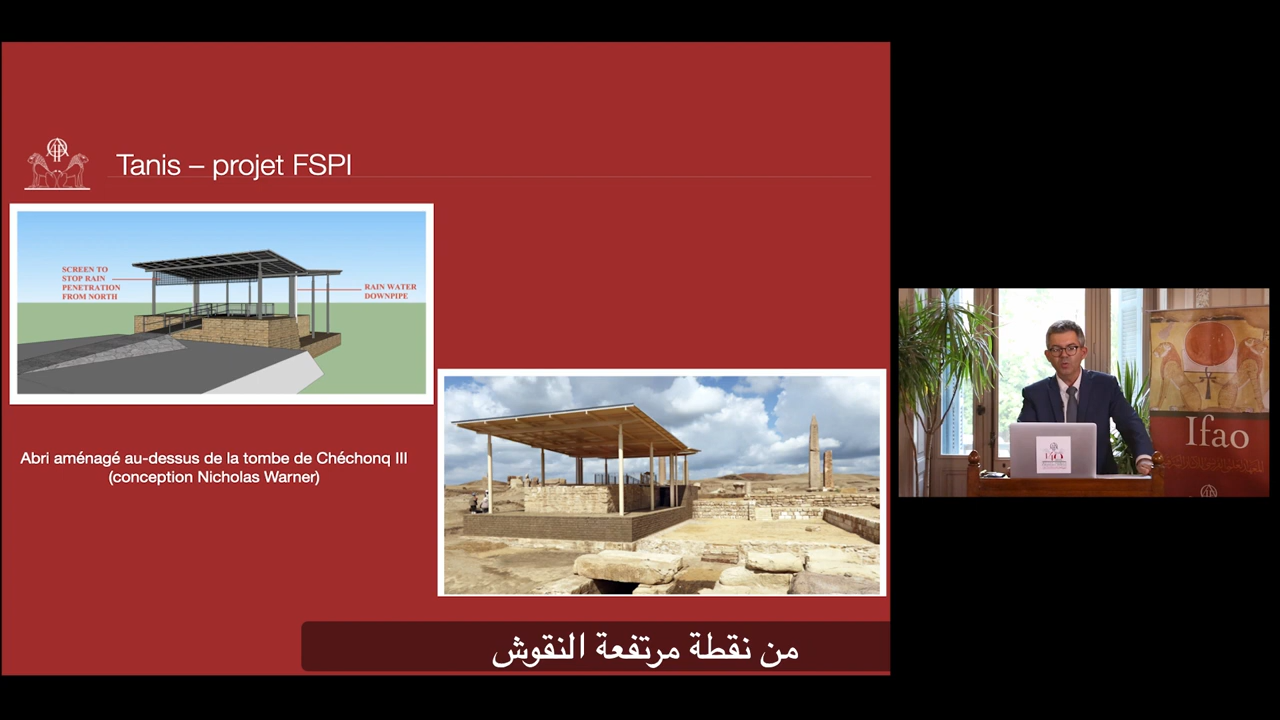 Tanis – projet FSPI
SCREEN TO
STOP RAIN
PENETRATION
FROM NORTH
RAIN WATER
DOWNPIPE
Abri aménagé au-dessus de la tombe de Chéchonq III
(conception Nicholas Warner)
Ifao
من نقطة مرتفعة النقوش